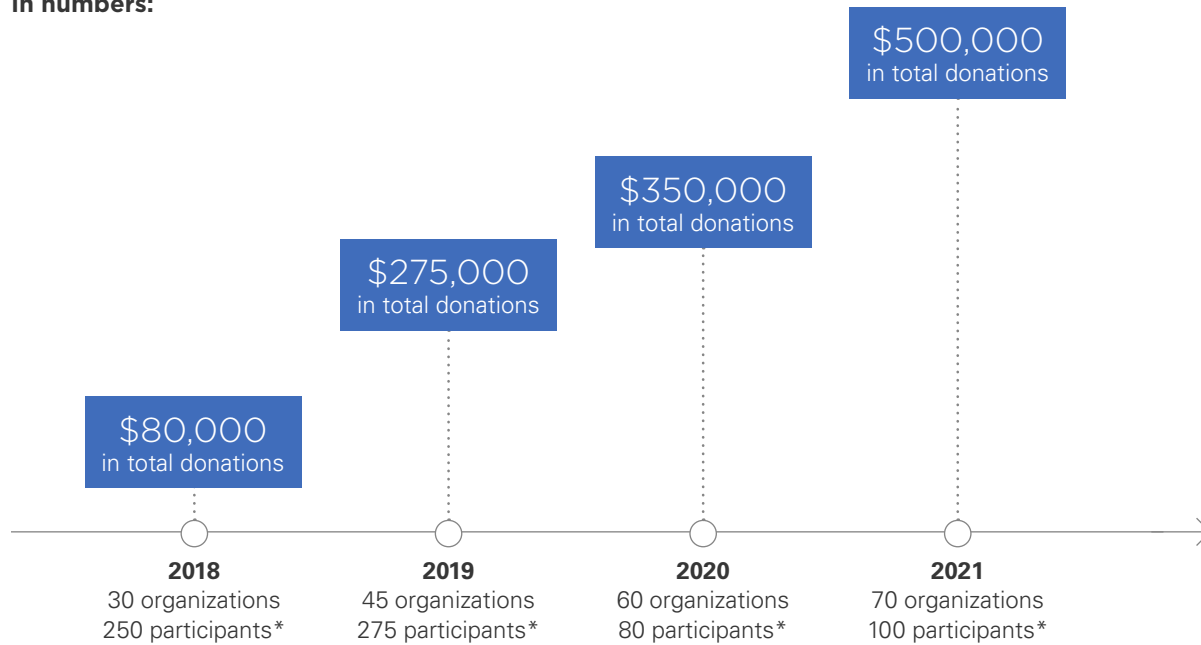 in numbers:
$500,000
in total donations
$350,000
in total donations
$275,000
in total donations
$80,000
in total donations
2018
30 organizations
250 participants*
2019
45 organizations
275 participants*
2020
60 organizations
80 participants*
2021
70 organizations
100 participants*